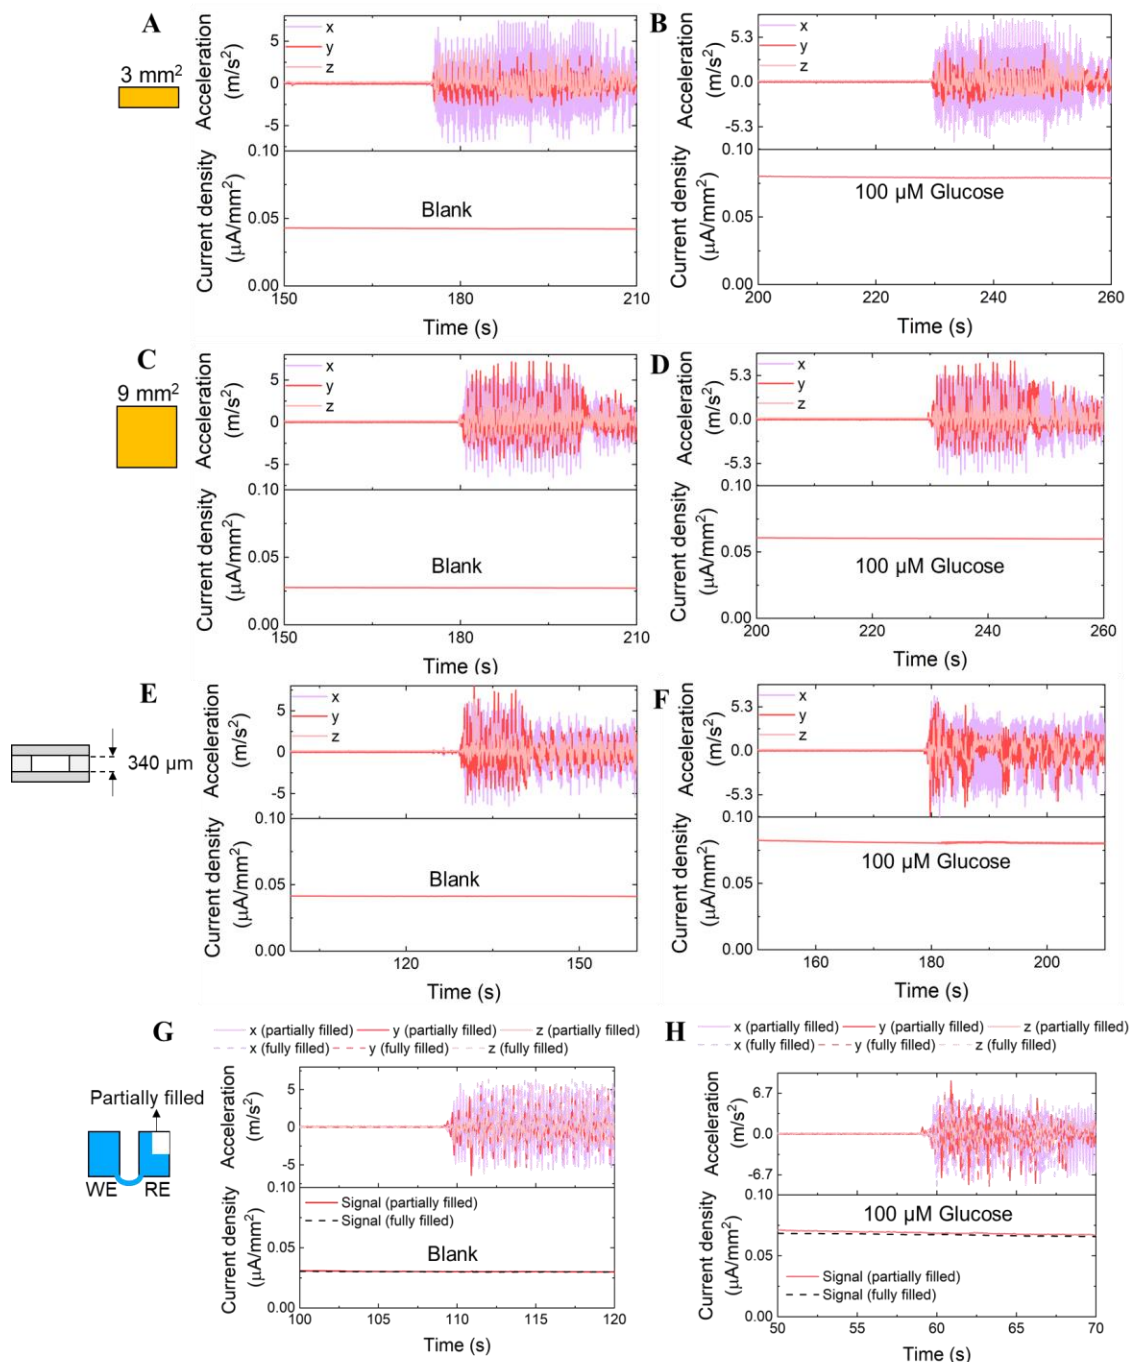 A
3 mm²
x
y
z
Acceleration
(m/s²)
5
0
-5
Current density
(μA/mm²)
0.10
0.05
0.00
Blank
150
180
210
Time (s)
B
x
y
z
Acceleration
(m/s²)
5.3
0.0
-5.3
Current density
(μA/mm²)
0.10
0.05
0.00
100 μM Glucose
200
220
240
260
Time (s)
C
9 mm²
x
y
z
Acceleration
(m/s²)
5
0
-5
Current density
(μA/mm²)
0.10
0.05
0.00
Blank
150
180
210
Time (s)
D
x
y
z
Acceleration
(m/s²)
5.3
0.0
-5.3
Current density
(μA/mm²)
0.10
0.05
0.00
100 μM Glucose
200
220
240
260
Time (s)
E
340 μm
x
y
z
Acceleration
(m/s²)
5
0
-5
Current density
(μA/mm²)
0.10
0.05
0.00
Blank
120
150
Time (s)
F
x
y
z
Acceleration
(m/s²)
5.3
0.0
-5.3
Current density
(μA/mm²)
0.10
0.05
0.00
100 μM Glucose
160
180
200
Time (s)
G
x (partially filled) y (partially filled) z (partially filled)
x (fully filled) y (fully filled) z (fully filled)
Partially filled
WE RE
Acceleration
(m/s²)
5
0
-5
Current density
(μA/mm²)
0.10
0.05
0.00
Signal (partially filled)
Signal (fully filled)
Blank
100
105
110
115
120
Time (s)
H
x (partially filled) y (partially filled) z (partially filled)
x (fully filled) y (fully filled) z (fully filled)
Acceleration
(m/s²)
6.7
0.0
-6.7
Current density
(μA/mm²)
0.10
0.05
0.00
100 μM Glucose
Signal (partially filled)
Signal (fully filled)
50
55
60
65
70
Time (s)